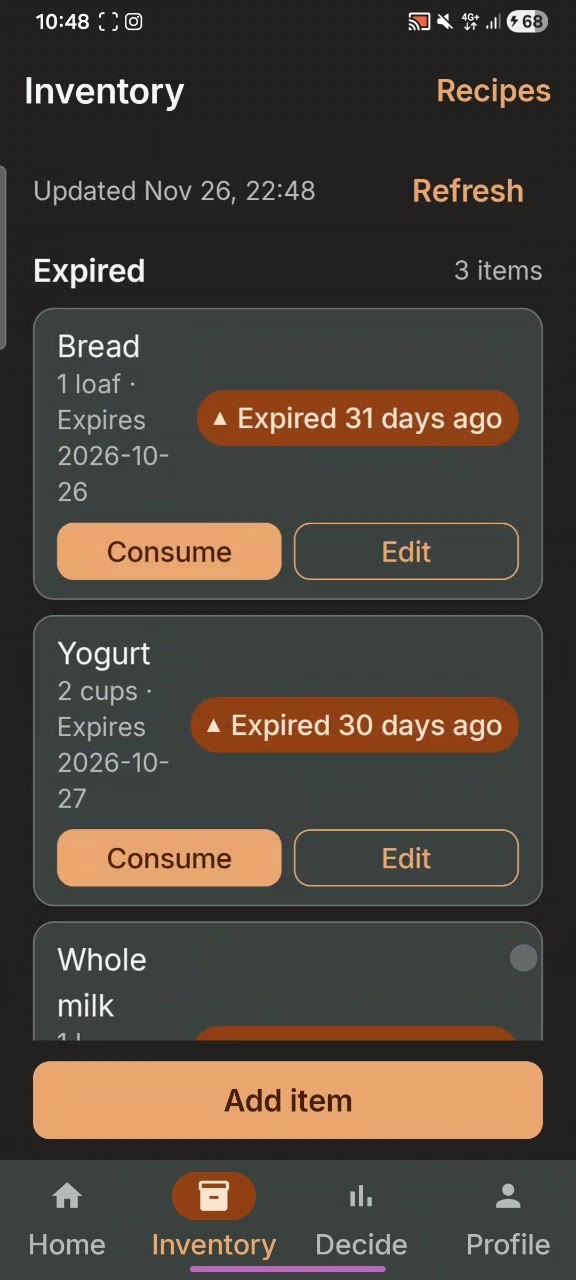 10:48 4G+ 68
Inventory Recipes
Updated Nov 26, 22:48 Refresh
Expired 3 items
Bread
1 loaf ·
Expires
2026-10-
26
▲ Expired 31 days ago
Consume Edit
Yogurt
2 cups ·
Expires
2026-10-
27
▲ Expired 30 days ago
Consume Edit
Whole
milk
Add item
Home Inventory Decide Profile